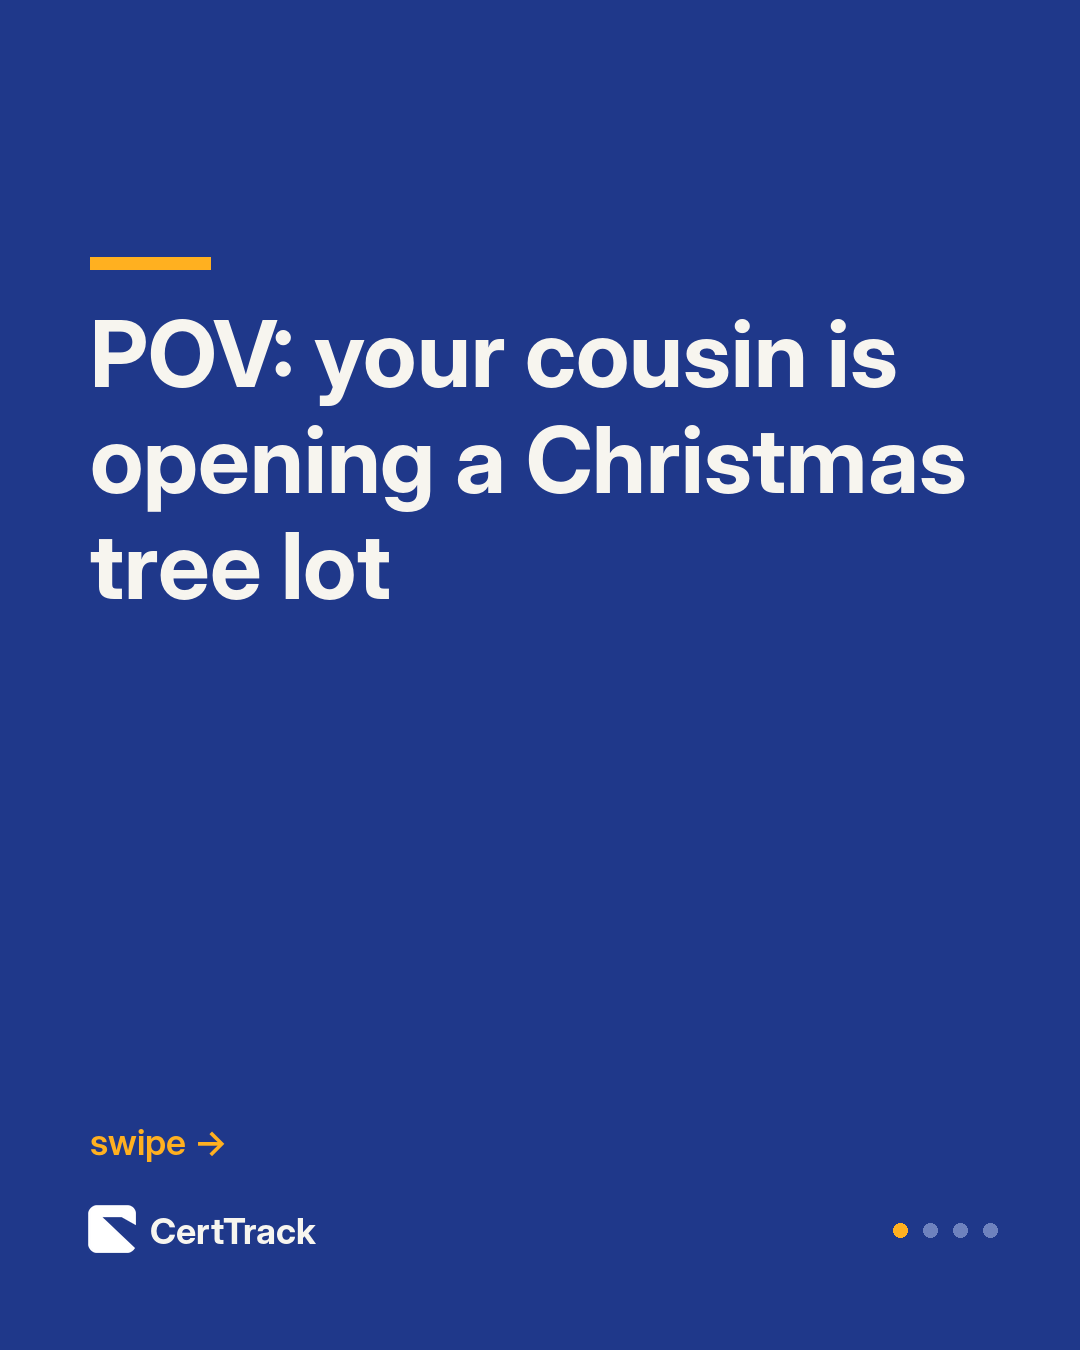 POV: your cousin is
opening a Christmas
tree lot
swipe →
CertTrack